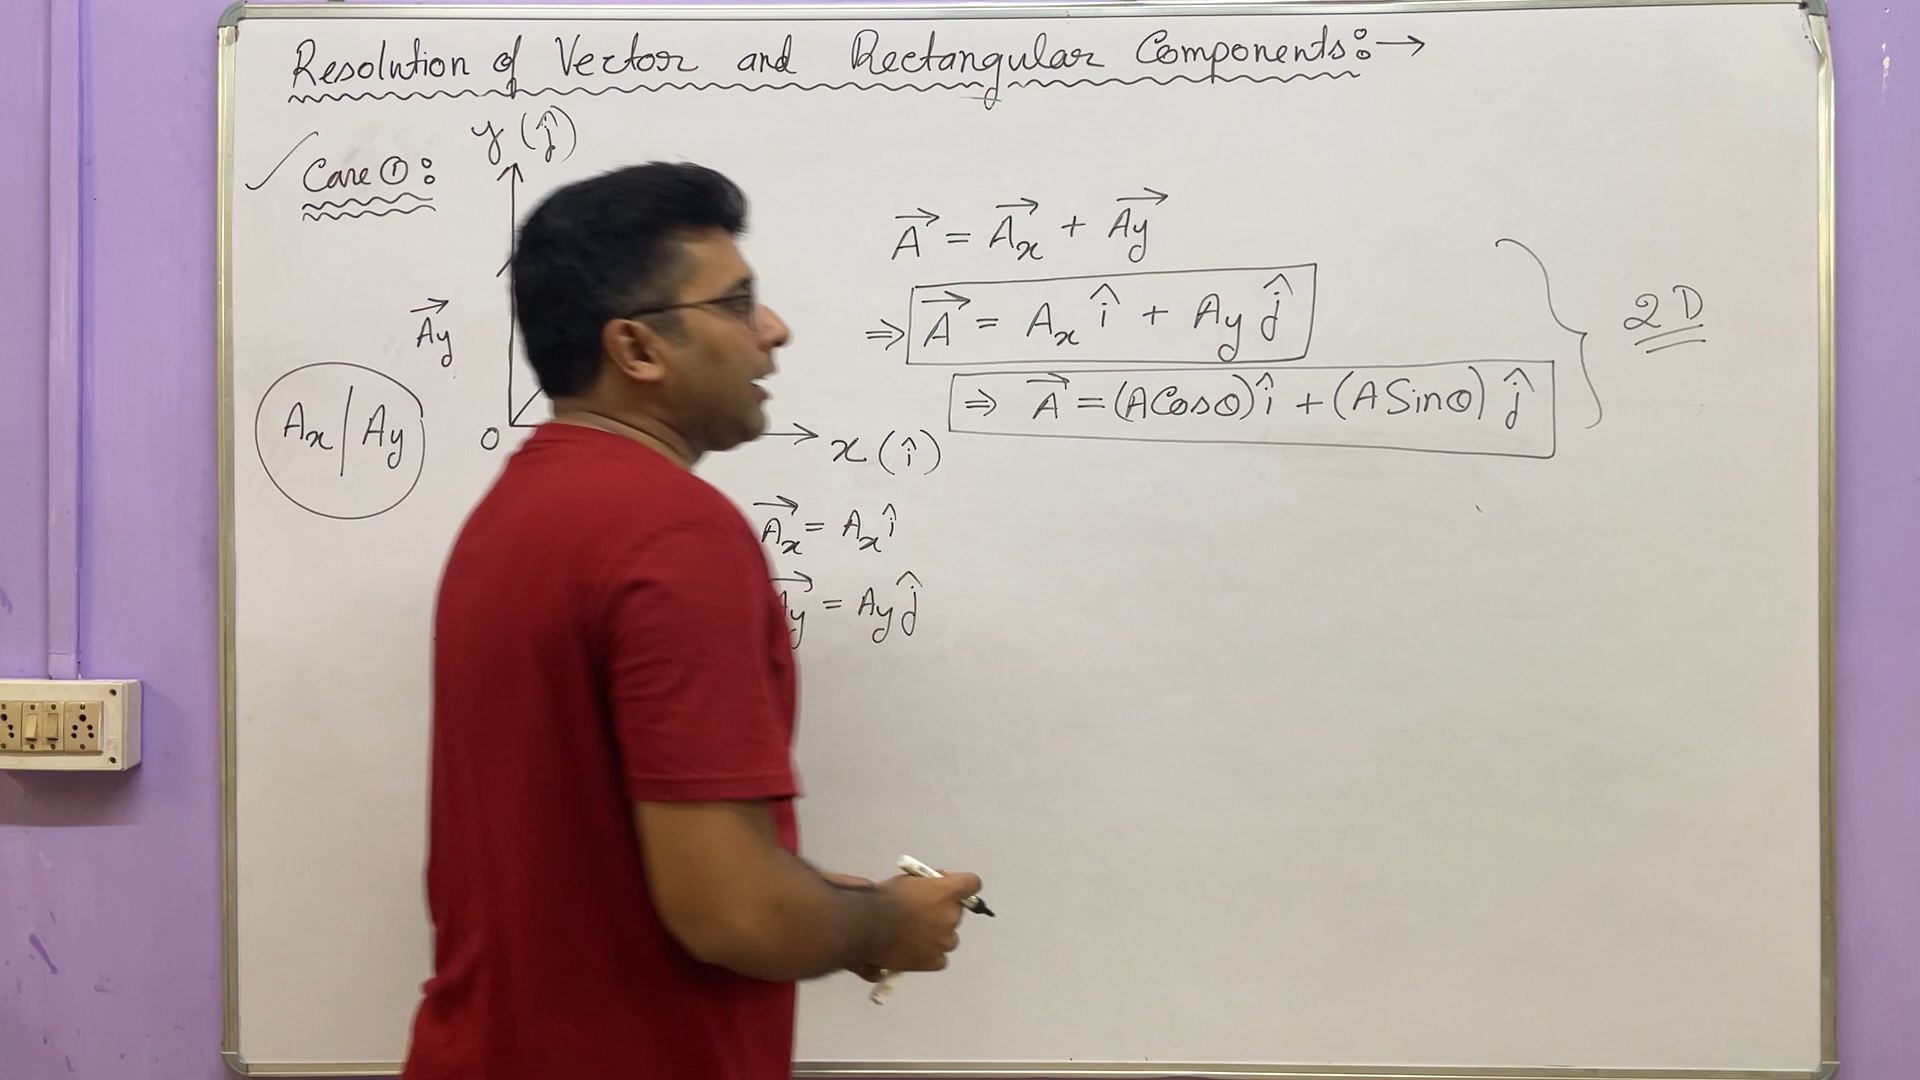 Resolution of Vector and Rectangular Components:→
✓ Case ①:
y (ĵ)
A⃗y
Ax | Ay
O
x (î)
A⃗x = Ax î
A⃗y = Ay ĵ
A⃗ = A⃗x + A⃗y
⇒ A⃗ = Ax î + Ay ĵ
⇒ A⃗ = (ACosθ) î + (ASinθ) ĵ
} 2D